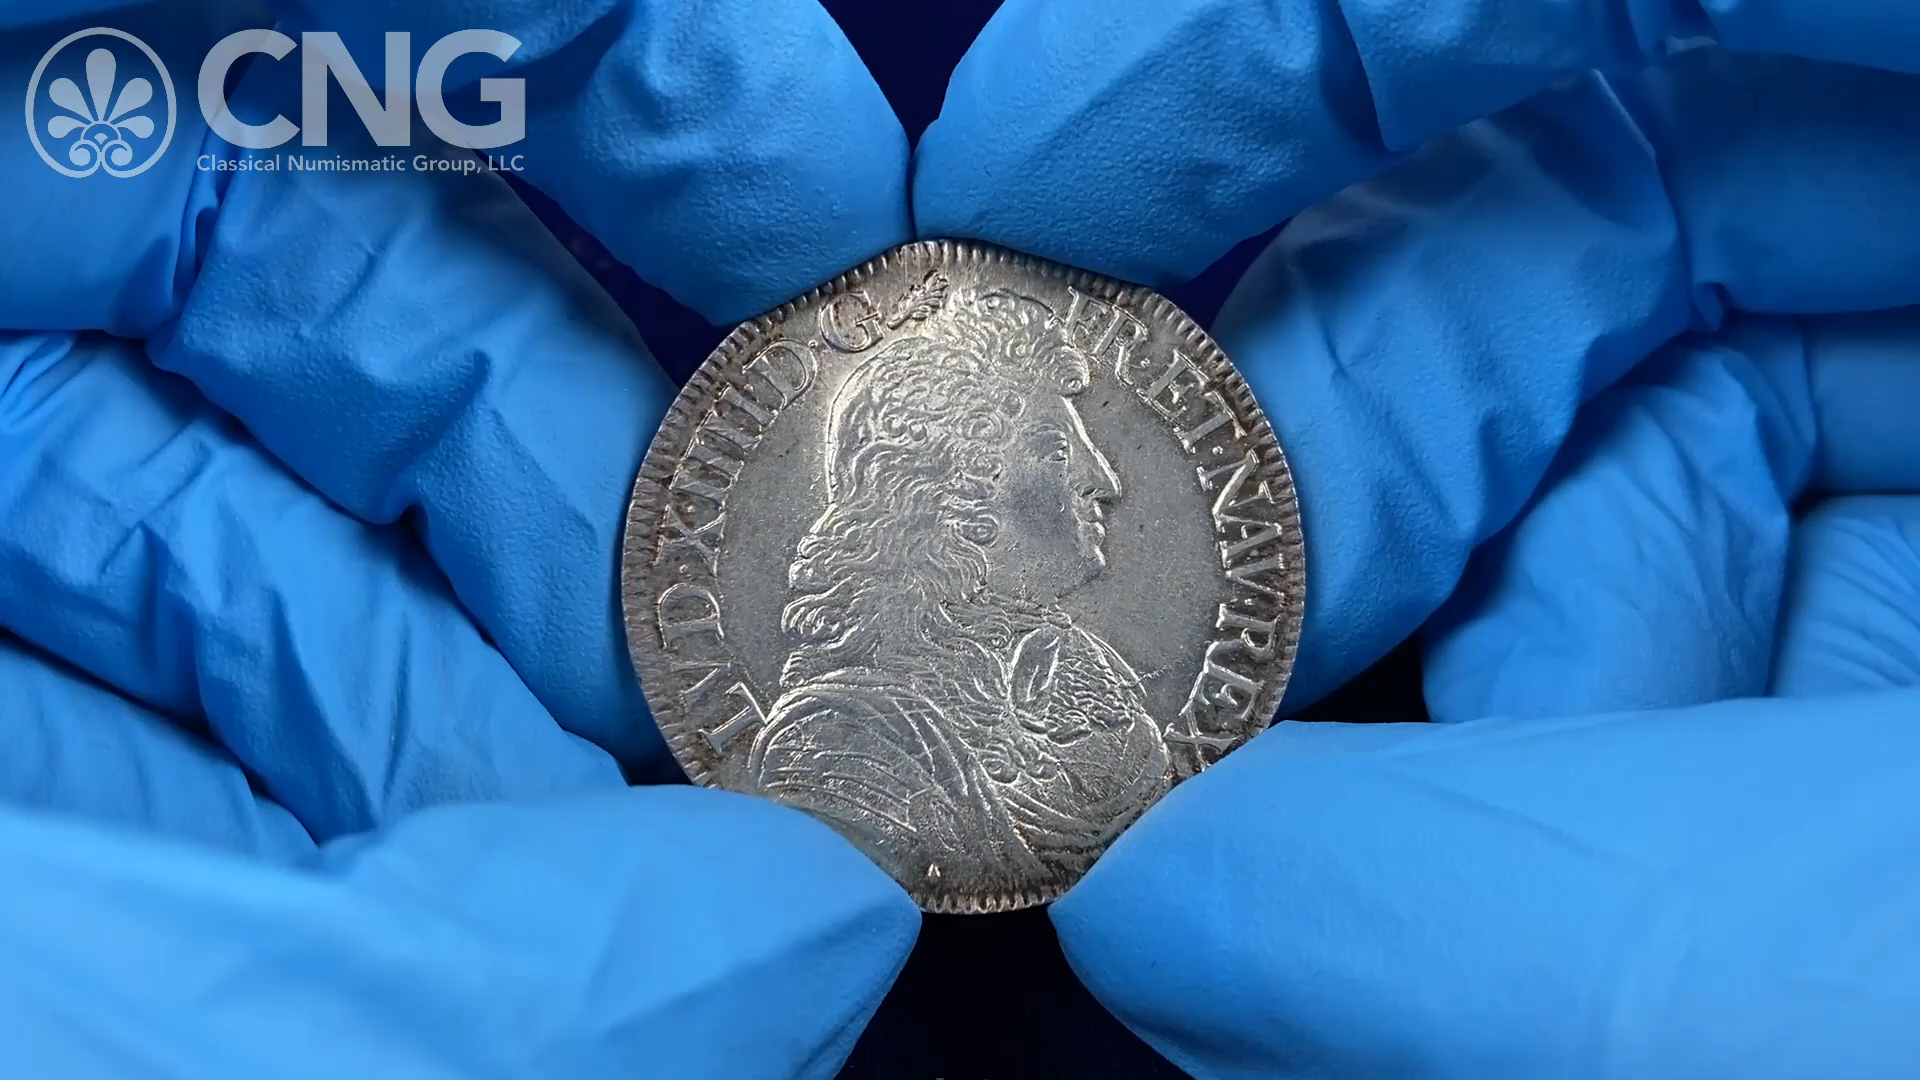 CNG
Classical Numismatic Group, LLC
LVD·XIIII·D·G FR·ET·NAV·REX
A